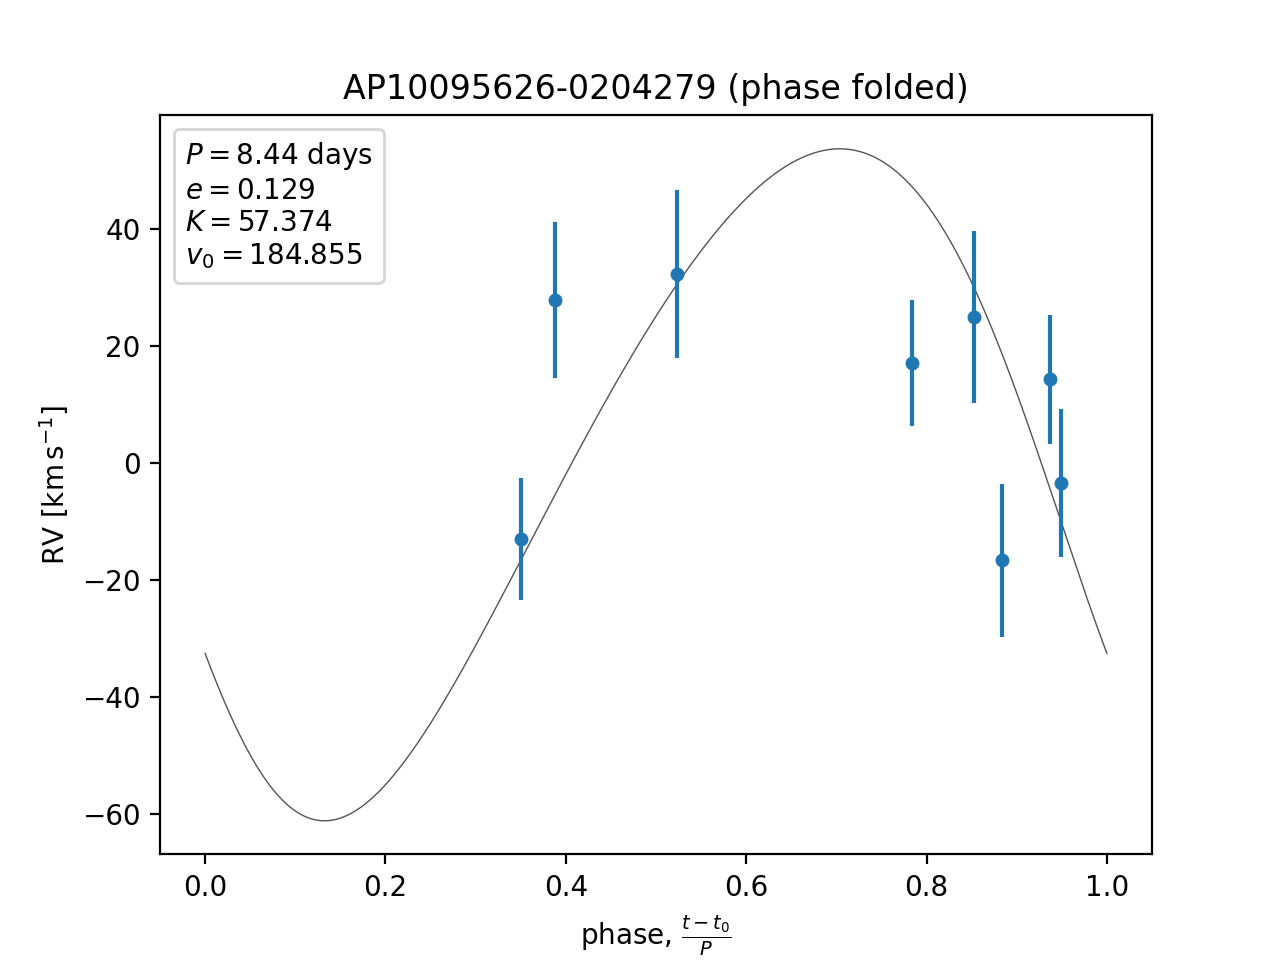 AP10095626-0204279 (phase folded)
P = 8.44 days
e = 0.129
K = 57.374
v₀ = 184.855
40
20
0
−20
−40
−60
RV [km s⁻¹]
0.0 0.2 0.4 0.6 0.8 1.0
phase, (t − t₀)/P